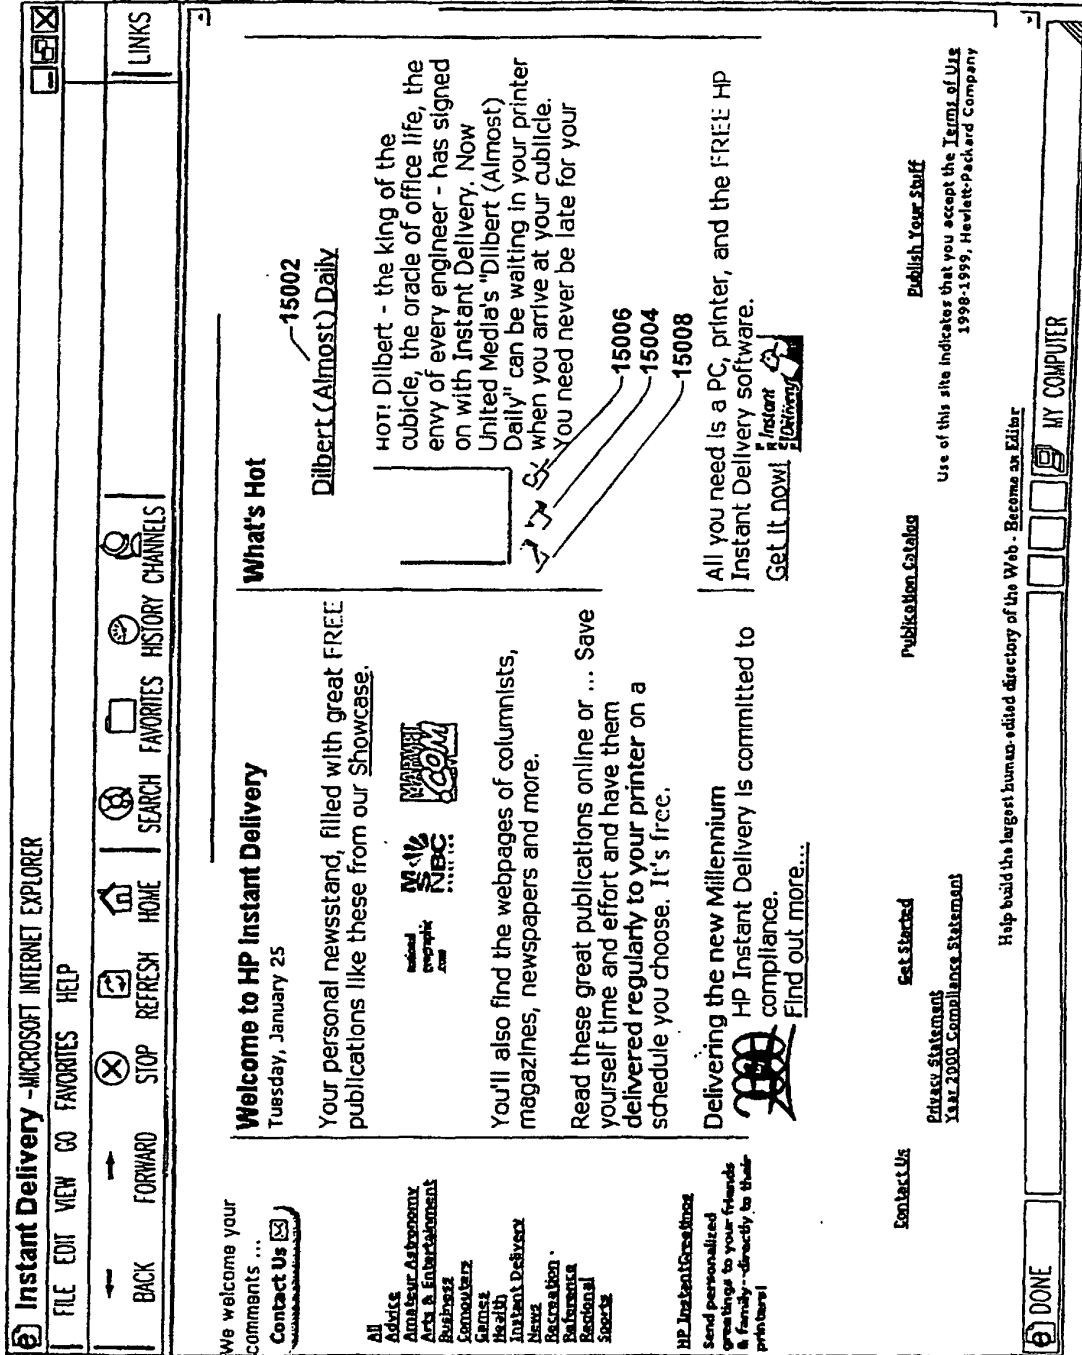 Instant Delivery -MICROSOFT INTERNET EXPLORER
FILE EDIT VIEW GO FAVORITES HELP
BACK FORWARD STOP REFRESH HOME SEARCH FAVORITES HISTORY CHANNELS
LINKS
We welcome your
comments ...
Contact Us
All
Advice
Amateur Astronomy
Arts & Entertainment
Business
Computers
Games
Health
Instant Delivery
News
Recreation
Reference
Regional
Sports
HP InstantGreetings
Send personalized
greetings to your friends
& family--directly to their
printers!
Welcome to HP Instant Delivery
Tuesday, January 25
Your personal newsstand, filled with great FREE
publications like these from our Showcase.
national
geographic
.com
MSNBC
MARVEL
.COM
You'll also find the webpages of columnists,
magazines, newspapers and more.
Read these great publications online or ... Save
yourself time and effort and have them
delivered regularly to your printer on a
schedule you choose. It's free.
Delivering the new Millennium
HP Instant Delivery is committed to
compliance.
Find out more...
What's Hot
15002
Dilbert (Almost) Daily
HOT! Dilbert - the king of the
cubicle, the oracle of office life, the
envy of every engineer - has signed
on with Instant Delivery. Now
United Media's "Dilbert (Almost)
Daily" can be waiting in your printer
when you arrive at your cublicle.
You need never be late for your
15006
15004
15008
All you need is a PC, printer, and the FREE HP
Instant Delivery software.
Get it now!
FREE Instant
Delivery
Contact Us
Get Started
Publication Catalog
Publish Your Stuff
Privacy Statement
Year 2000 Compliance Statement
Use of this site indicates that you accept the Terms of Use
1998-1999, Hewlett-Packard Company
Help build the largest human-edited directory of the Web - Become an Editor
DONE
MY COMPUTER